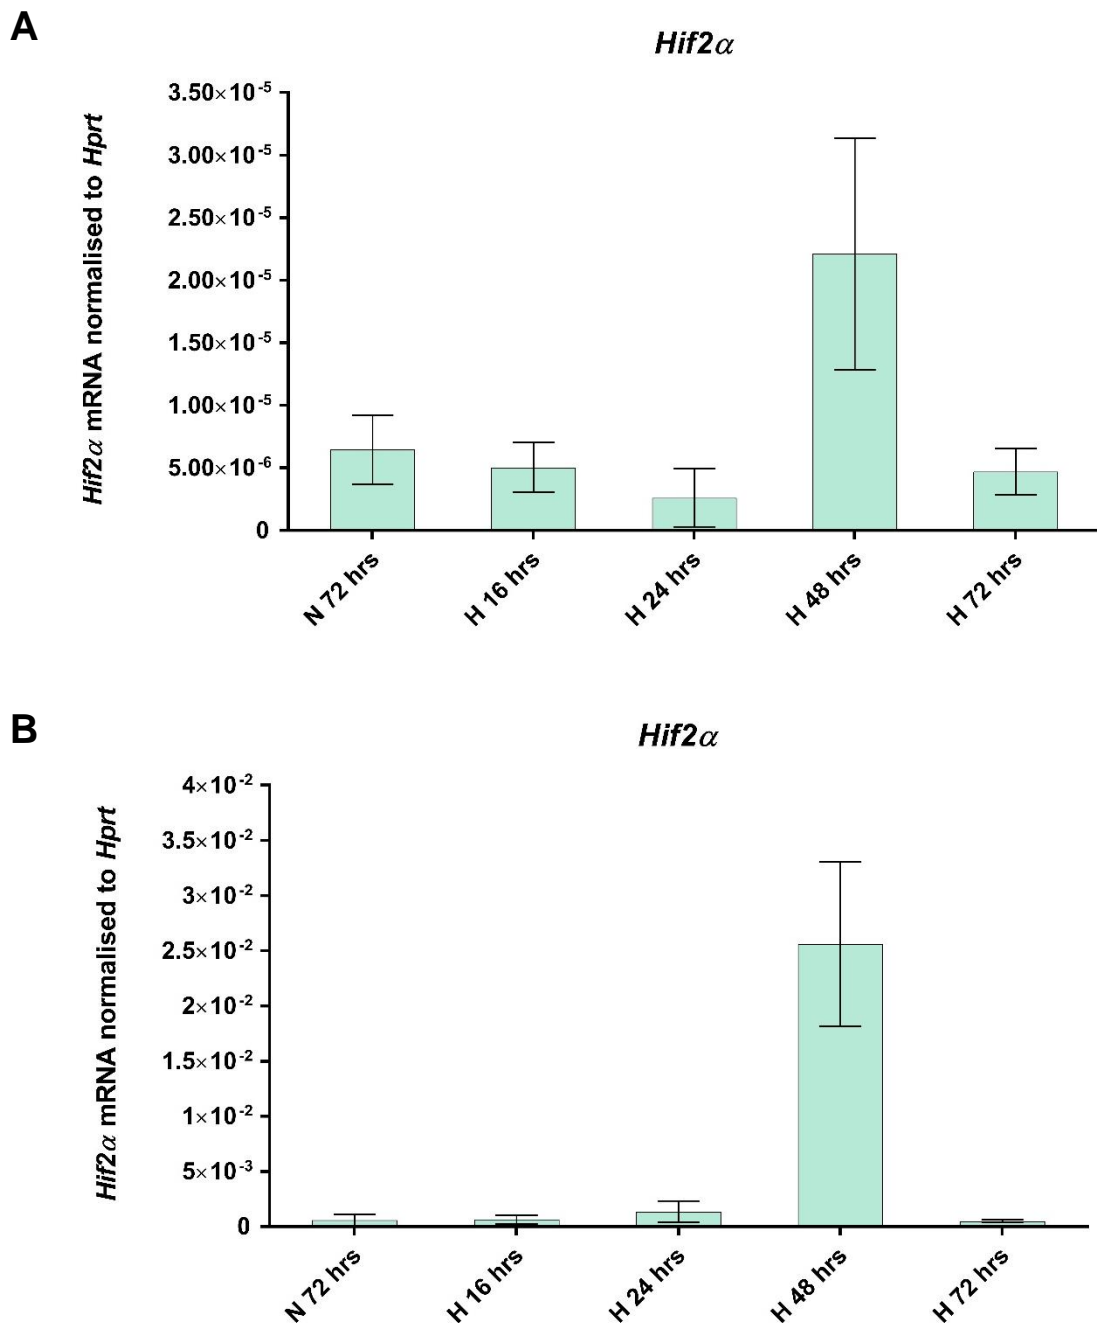 A
Hif2α
Hif2α mRNA normalised to Hprt
3.50×10⁻⁵
3.00×10⁻⁵
2.50×10⁻⁵
2.00×10⁻⁵
1.50×10⁻⁵
1.00×10⁻⁵
5.00×10⁻⁶
0
N 72 hrs
H 16 hrs
H 24 hrs
H 48 hrs
H 72 hrs
B
Hif2α
Hif2α mRNA normalised to Hprt
4×10⁻²
3.5×10⁻²
3×10⁻²
2.5×10⁻²
2×10⁻²
1.5×10⁻²
1×10⁻²
5×10⁻³
0
N 72 hrs
H 16 hrs
H 24 hrs
H 48 hrs
H 72 hrs